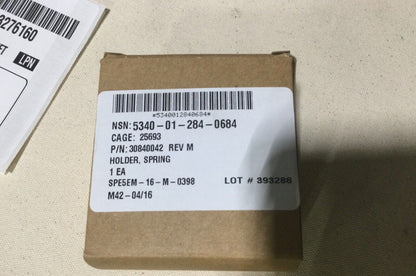 3276160
LPN
*5340012840684*
NSN: 5340-01-284-0684
CAGE: 25693
P/N: 30840042 REV M
HOLDER, SPRING
1 EA
SPE5EM-16-M-0398 LOT # 393286
M42-04/16